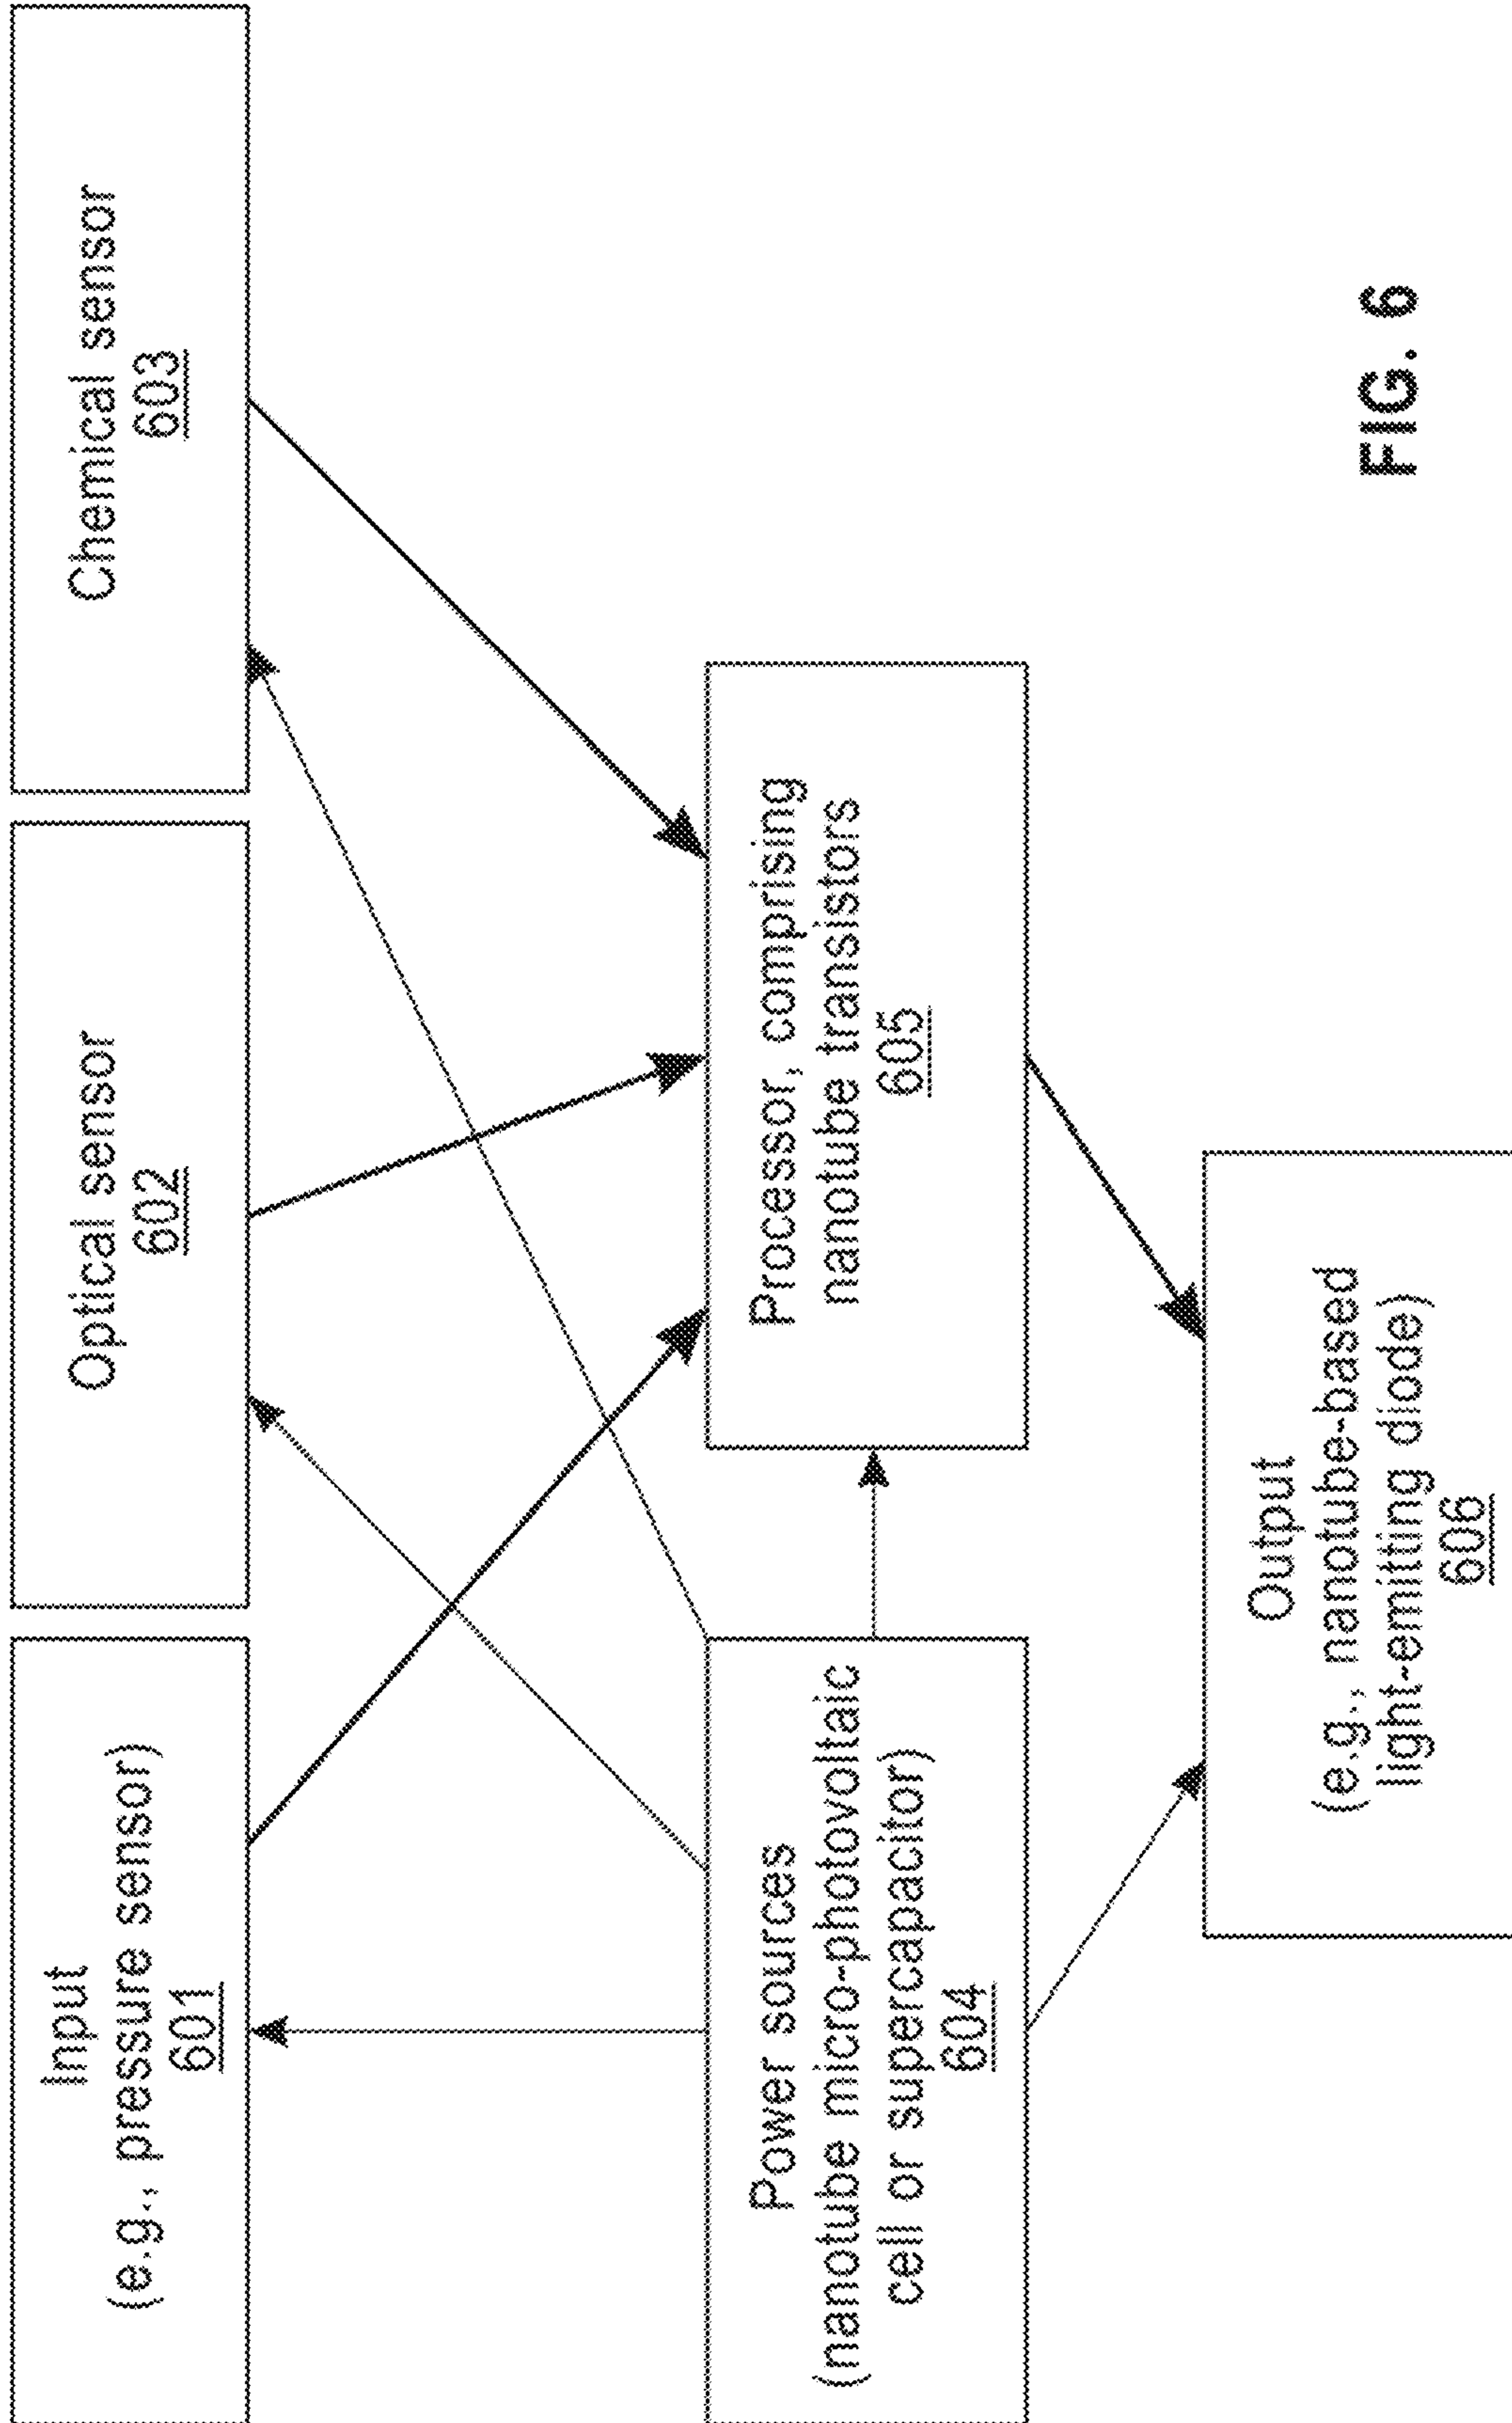 Input
(e.g., pressure sensor)
601
Optical sensor
602
Chemical sensor
603
Power sources
(nanotube micro-photovoltaic
cell or supercapacitor)
604
Processor, comprising
nanotube transistors
605
Output
(e.g., nanotube-based
light-emitting diode)
606
FIG. 6